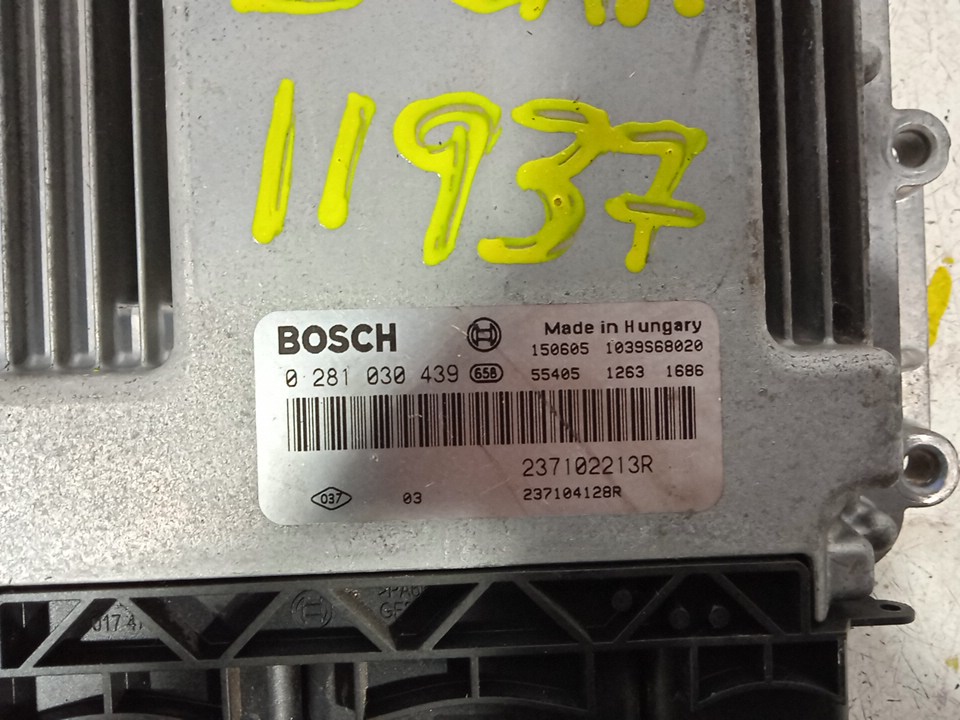 11937
BOSCH
Made in Hungary
150605 1039S68020
0 281 030 439 658 55405 1263 1686
237102213R
037 03 237104128R